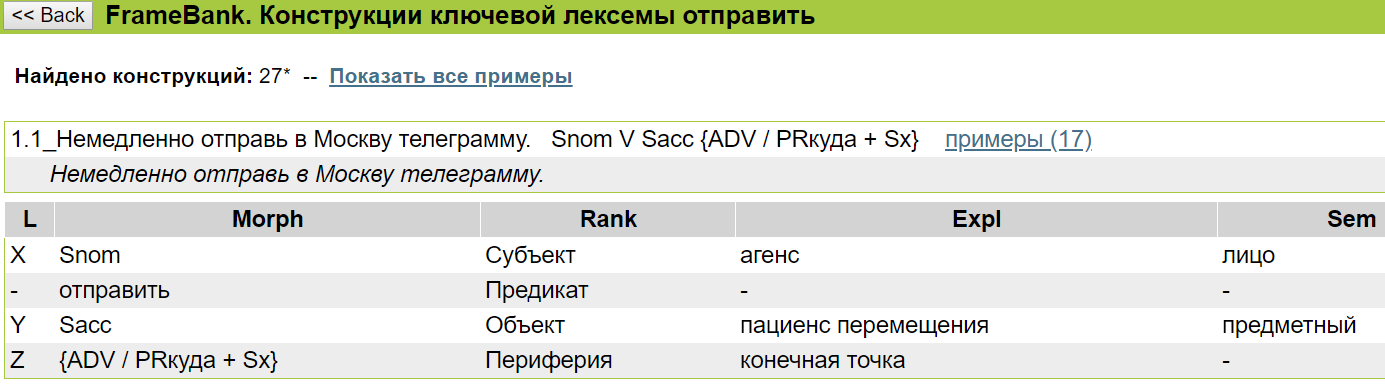 << Back FrameBank. Конструкции ключевой лексемы отправить
Найдено конструкций: 27* -- Показать все примеры
1.1_Немедленно отправь в Москву телеграмму. Snom V Sacc {ADV / PRкуда + Sx} примеры (17)
Немедленно отправь в Москву телеграмму.
L Morph Rank Expl Sem
X Snom Субъект агенс лицо
- отправить Предикат - -
Y Sacc Объект пациенс перемещения предметный
Z {ADV / PRкуда + Sx} Периферия конечная точка -